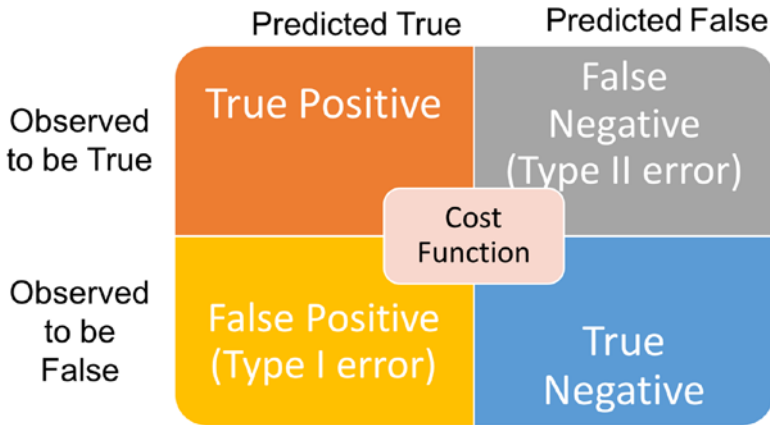 Predicted True
Predicted False
Observed
to be True
True Positive
False
Negative
(Type II error)
Cost
Function
Observed
to be
False
False Positive
(Type I error)
True
Negative